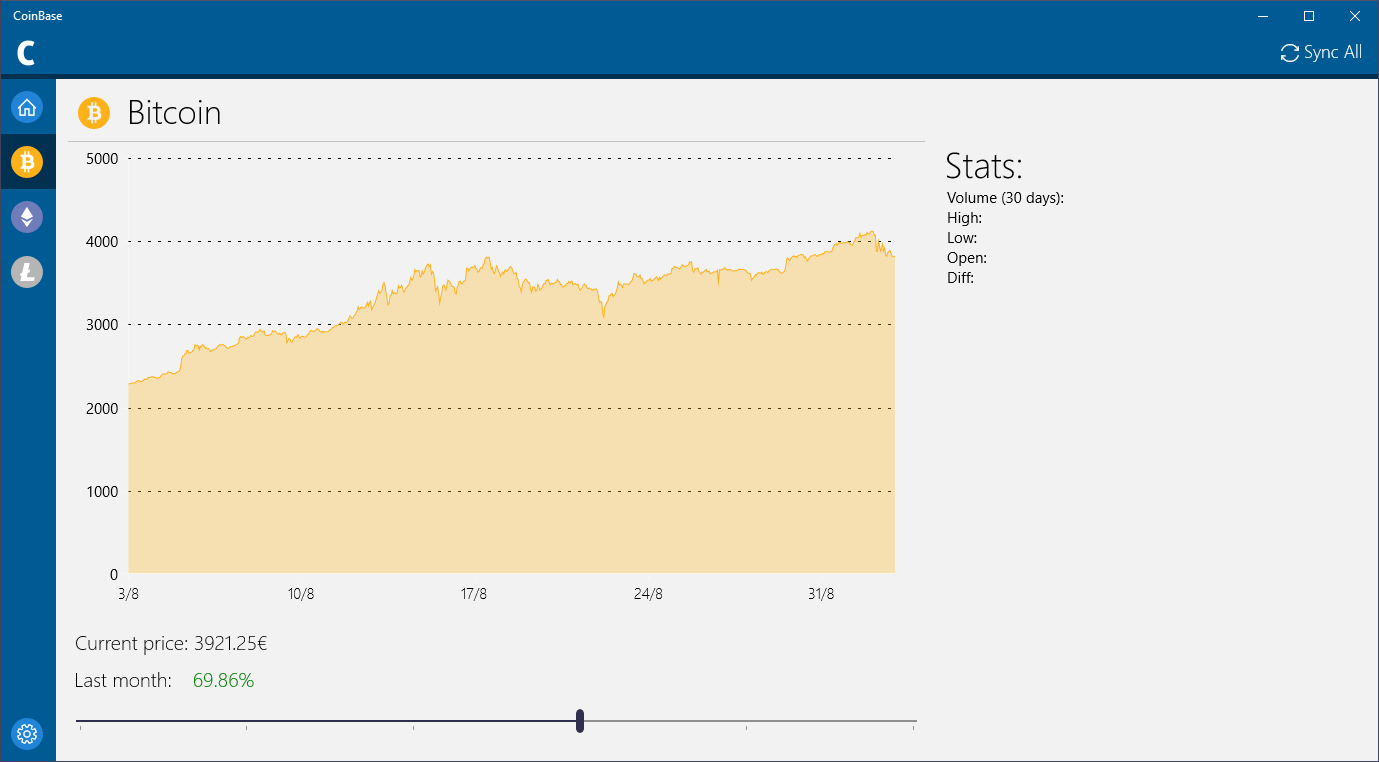 CoinBase
C
Sync All
Bitcoin
5000
4000
3000
2000
1000
0
3/8
10/8
17/8
24/8
31/8
Stats:
Volume (30 days):
High:
Low:
Open:
Diff:
Current price: 3921.25€
Last month: 69.86%